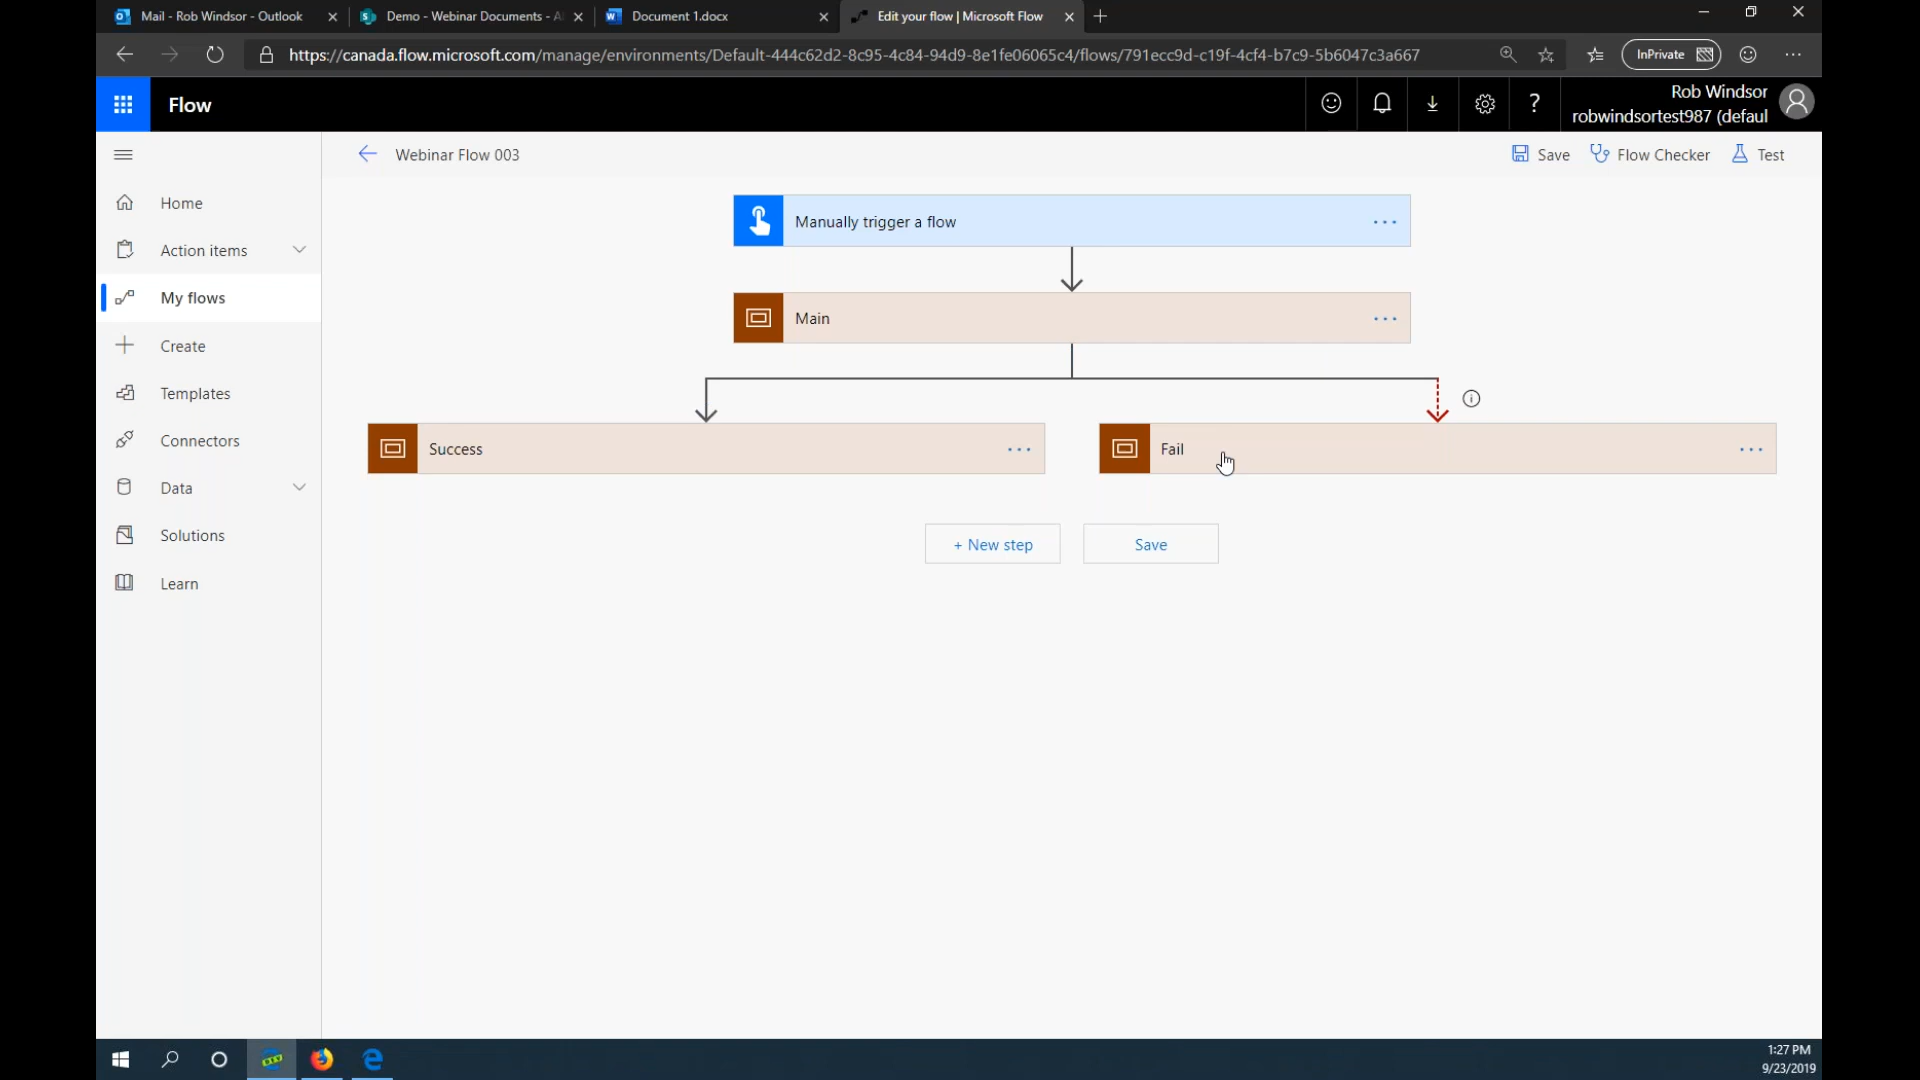 Mail - Rob Windsor - Outlook
Demo - Webinar Documents - A
Document 1.docx
Edit your flow | Microsoft Flow
https://canada.flow.microsoft.com/manage/environments/Default-444c62d2-8c95-4c84-94d9-8e1fe06065c4/flows/791ecc9d-c19f-4cf4-b7c9-5b6047c3a667
InPrivate
Flow
?
Rob Windsor
robwindsortest987 (defaul
Webinar Flow 003
Save
Flow Checker
Test
Home
Action items
My flows
Create
Templates
Connectors
Data
Solutions
Learn
Manually trigger a flow
Main
Success
Fail
+ New step
Save
1:27 PM
9/23/2019